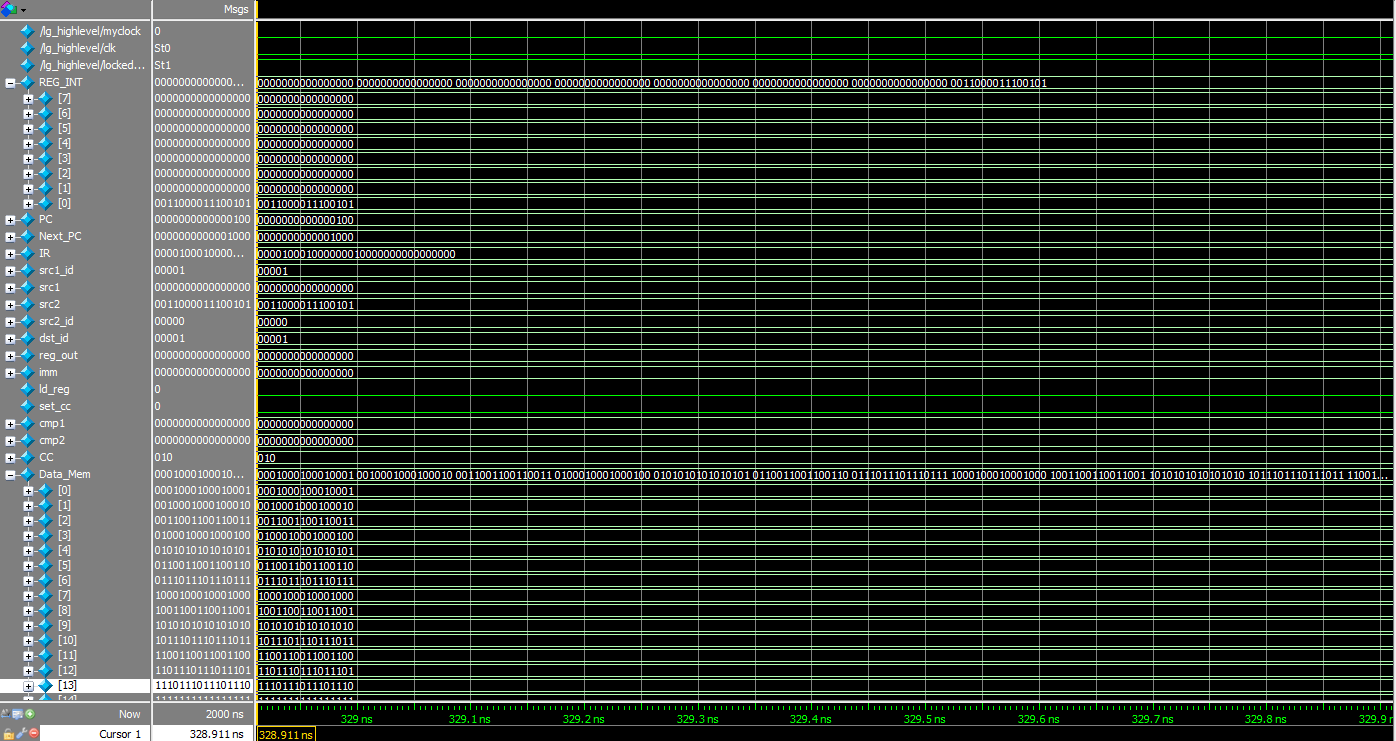 Msgs
/lg_highlevel/myclock 0
/lg_highlevel/clk St0
/lg_highlevel/locked... St1
REG_INT 0000000000000... 0000000000000000 0000000000000000 0000000000000000 0000000000000000 0000000000000000 0000000000000000 0000000000000000 0011000011100101
[7] 0000000000000000 0000000000000000
[6] 0000000000000000 0000000000000000
[5] 0000000000000000 0000000000000000
[4] 0000000000000000 0000000000000000
[3] 0000000000000000 0000000000000000
[2] 0000000000000000 0000000000000000
[1] 0000000000000000 0000000000000000
[0] 0011000011100101 0011000011100101
PC 0000000000000100 0000000000000100
Next_PC 0000000000001000 0000000000001000
IR 0000100010000... 00001000100000001000000000000000
src1_id 00001 00001
src1 0000000000000000 0000000000000000
src2 0011000011100101 0011000011100101
src2_id 00000 00000
dst_id 00001 00001
reg_out 0000000000000000 0000000000000000
imm 0000000000000000 0000000000000000
ld_reg 0
set_cc 0
cmp1 0000000000000000 0000000000000000
cmp2 0000000000000000 0000000000000000
CC 010 010
Data_Mem 0001000100010... 0001000100010001 0010001000100010 0011001100110011 0100010001000100 0101010101010101 0110011001100110 0111011101110111 1000100010001000 1001100110011001 1010101010101010 1011101110111011 11001...
[0] 0001000100010001 0001000100010001
[1] 0010001000100010 0010001000100010
[2] 0011001100110011 0011001100110011
[3] 0100010001000100 0100010001000100
[4] 0101010101010101 0101010101010101
[5] 0110011001100110 0110011001100110
[6] 0111011101110111 0111011101110111
[7] 1000100010001000 1000100010001000
[8] 1001100110011001 1001100110011001
[9] 1010101010101010 1010101010101010
[10] 1011101110111011 1011101110111011
[11] 1100110011001100 1100110011001100
[12] 1101110111011101 1101110111011101
[13] 1110111011101110 1110111011101110
Now 2000 ns 329 ns 329.1 ns 329.2 ns 329.3 ns 329.4 ns 329.5 ns 329.6 ns 329.7 ns 329.8 ns 329.9 n
Cursor 1 328.911 ns 328.911 ns